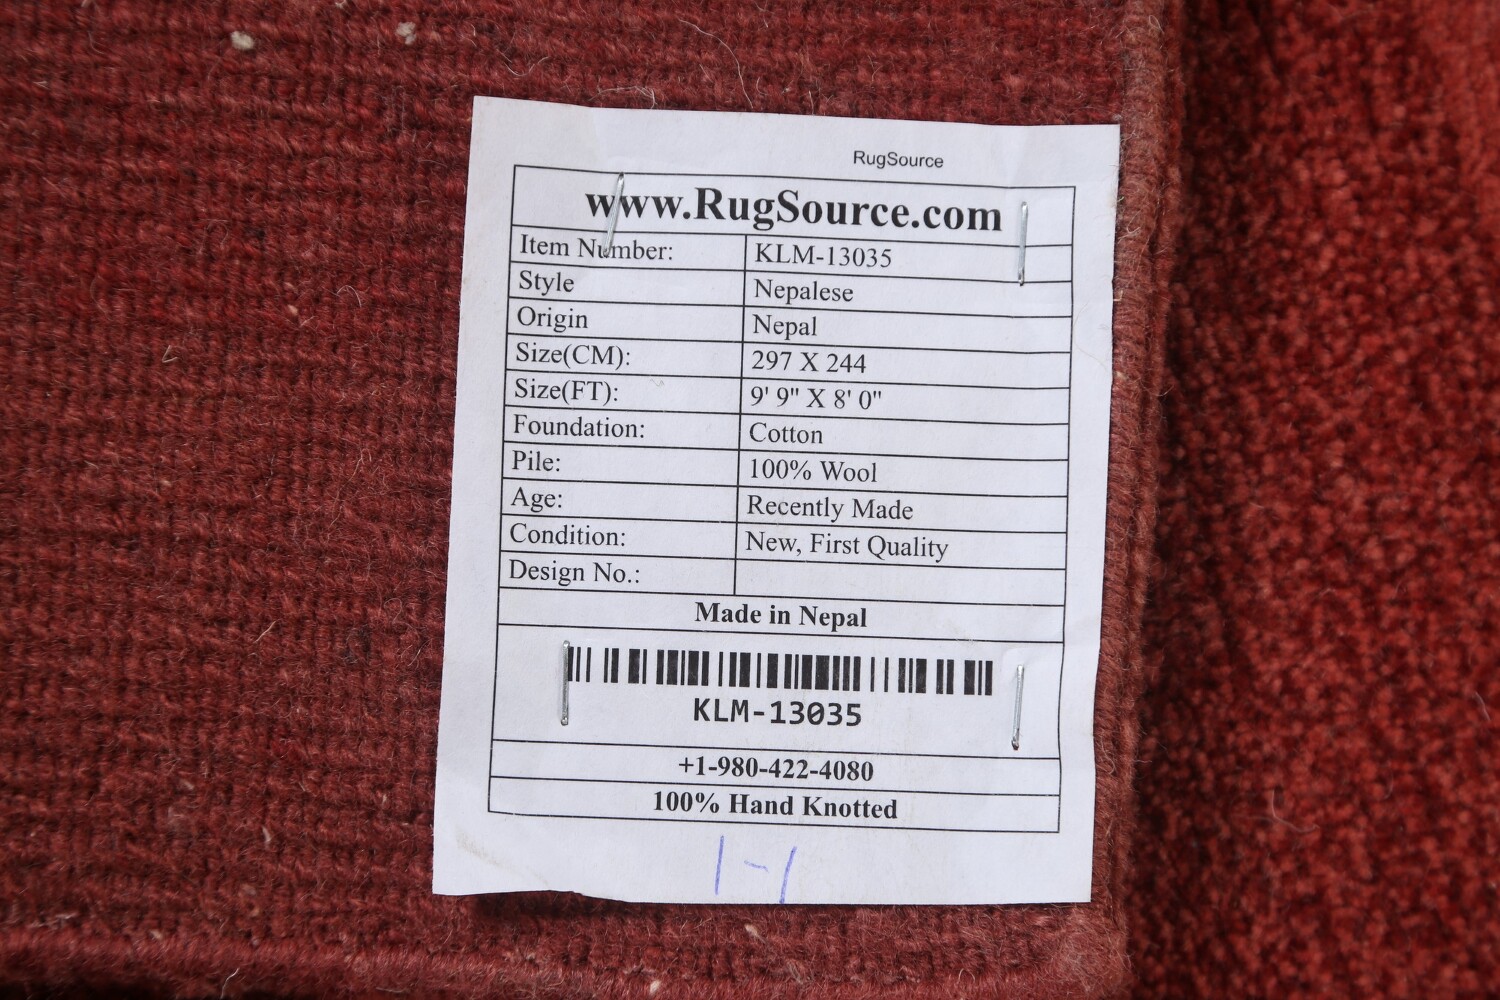 RugSource
www.RugSource.com
Item Number: KLM-13035
Style Nepalese
Origin Nepal
Size(CM): 297 X 244
Size(FT): 9' 9" X 8' 0"
Foundation: Cotton
Pile: 100% Wool
Age: Recently Made
Condition: New, First Quality
Design No.:
Made in Nepal
KLM-13035
+1-980-422-4080
100% Hand Knotted
1-1